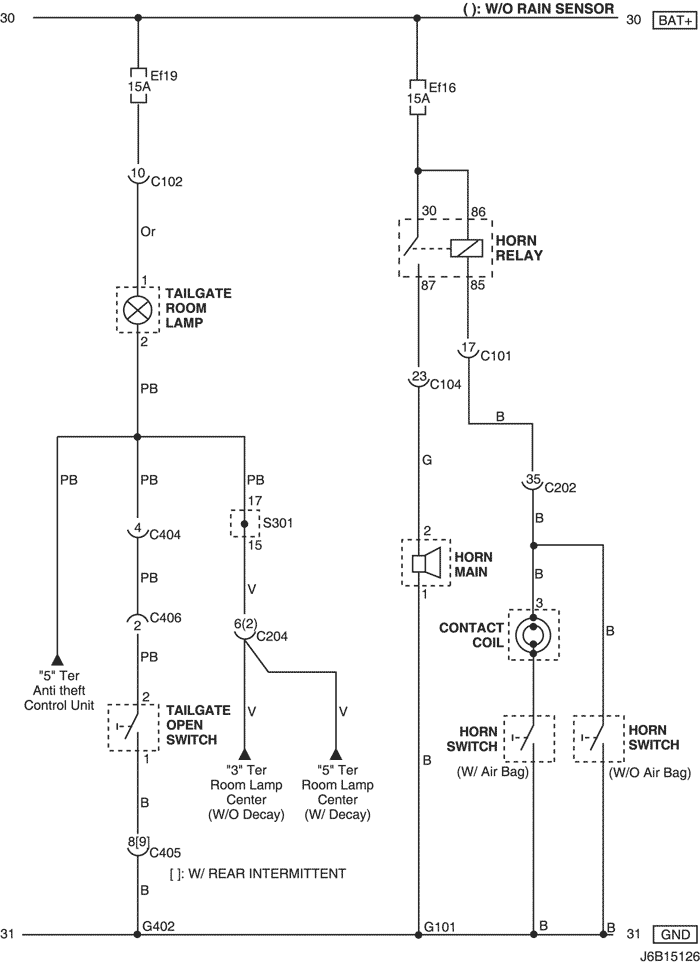 ( ): W/O RAIN SENSOR
30
30
BAT+
Ef19
15A
Ef16
15A
10
C102
Or
30
86
HORN
RELAY
87
85
1
TAILGATE
ROOM
LAMP
2
17
C101
23
C104
PB
B
PB
PB
PB
G
35
C202
17
S301
15
4
C404
B
2
HORN
MAIN
1
PB
V
B
3
CONTACT
COIL
B
2
C406
6(2)
C204
PB
"5" Ter
Anti theft
Control Unit
2
TAILGATE
OPEN
SWITCH
1
V
V
HORN
SWITCH
(W/ Air Bag)
HORN
SWITCH
(W/O Air Bag)
"3" Ter
Room Lamp
Center
(W/O Decay)
"5" Ter
Room Lamp
Center
(W/ Decay)
B
B
8[9]
C405
[ ]: W/ REAR INTERMITTENT
B
31
G402
G101
B
B
31
GND
J6B15126